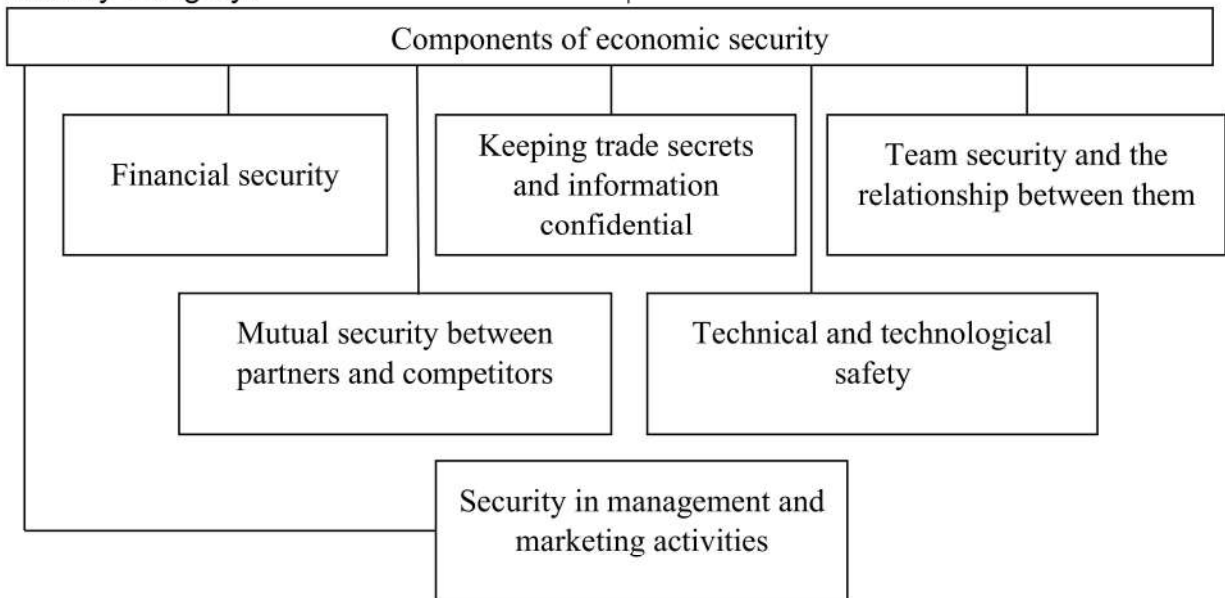 Components of economic security
Financial security
Keeping trade secrets
and information
confidential
Team security and the
relationship between them
Mutual security between
partners and competitors
Technical and technological
safety
Security in management and
marketing activities